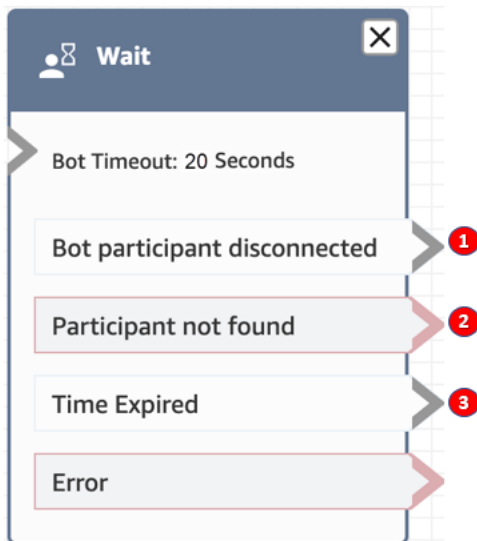 Wait
Bot Timeout: 20 Seconds
Bot participant disconnected
1
Participant not found
2
Time Expired
3
Error